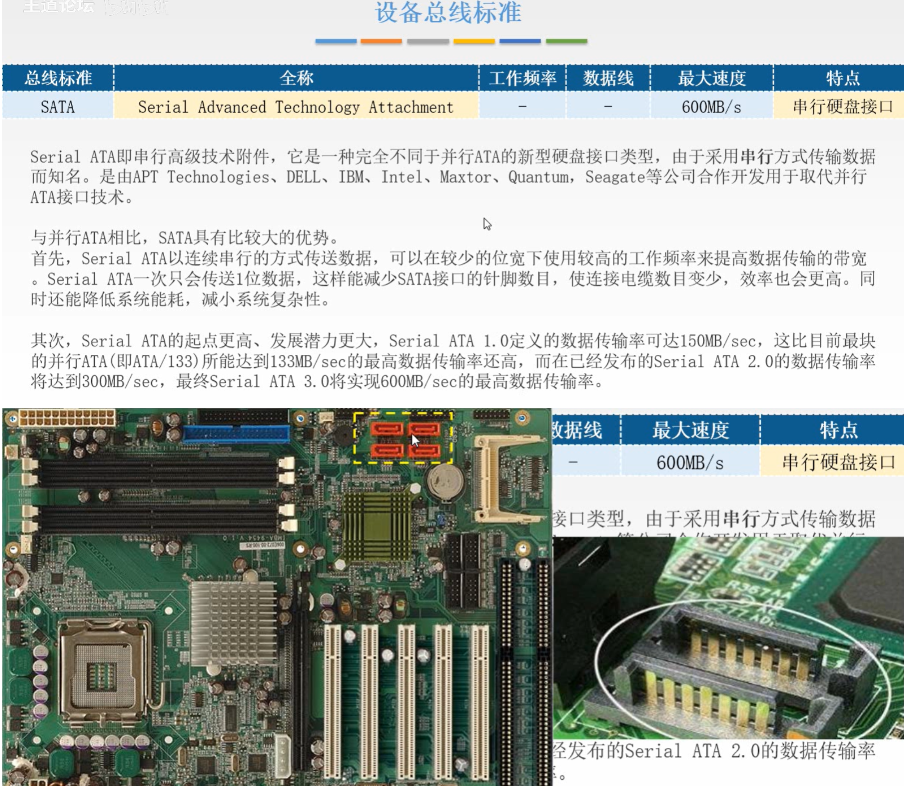 王道论坛
设备总线标准
总线标准 全称 工作频率 数据线 最大速度 特点
SATA Serial Advanced Technology Attachment - - 600MB/s 串行硬盘接口
Serial ATA即串行高级技术附件，它是一种完全不同于并行ATA的新型硬盘接口类型，由于采用串行方式传输数据
而知名。是由APT Technologies、DELL、IBM、Intel、Maxtor、Quantum，Seagate等公司合作开发用于取代并行
ATA接口技术。
与并行ATA相比，SATA具有比较大的优势。
首先，Serial ATA以连续串行的方式传送数据，可以在较少的位宽下使用较高的工作频率来提高数据传输的带宽
。Serial ATA一次只会传送1位数据，这样能减少SATA接口的针脚数目，使连接电缆数目变少，效率也会更高。同
时还能降低系统能耗，减小系统复杂性。
其次，Serial ATA的起点更高、发展潜力更大，Serial ATA 1.0定义的数据传输率可达150MB/sec，这比目前最块
的并行ATA(即ATA/133)所能达到133MB/sec的最高数据传输率还高，而在已经发布的Serial ATA 2.0的数据传输率
将达到300MB/sec，最终Serial ATA 3.0将实现600MB/sec的最高数据传输率。
数据线 最大速度 特点
- 600MB/s 串行硬盘接口
接口类型，由于采用串行方式传输数据
经发布的Serial ATA 2.0的数据传输率
。